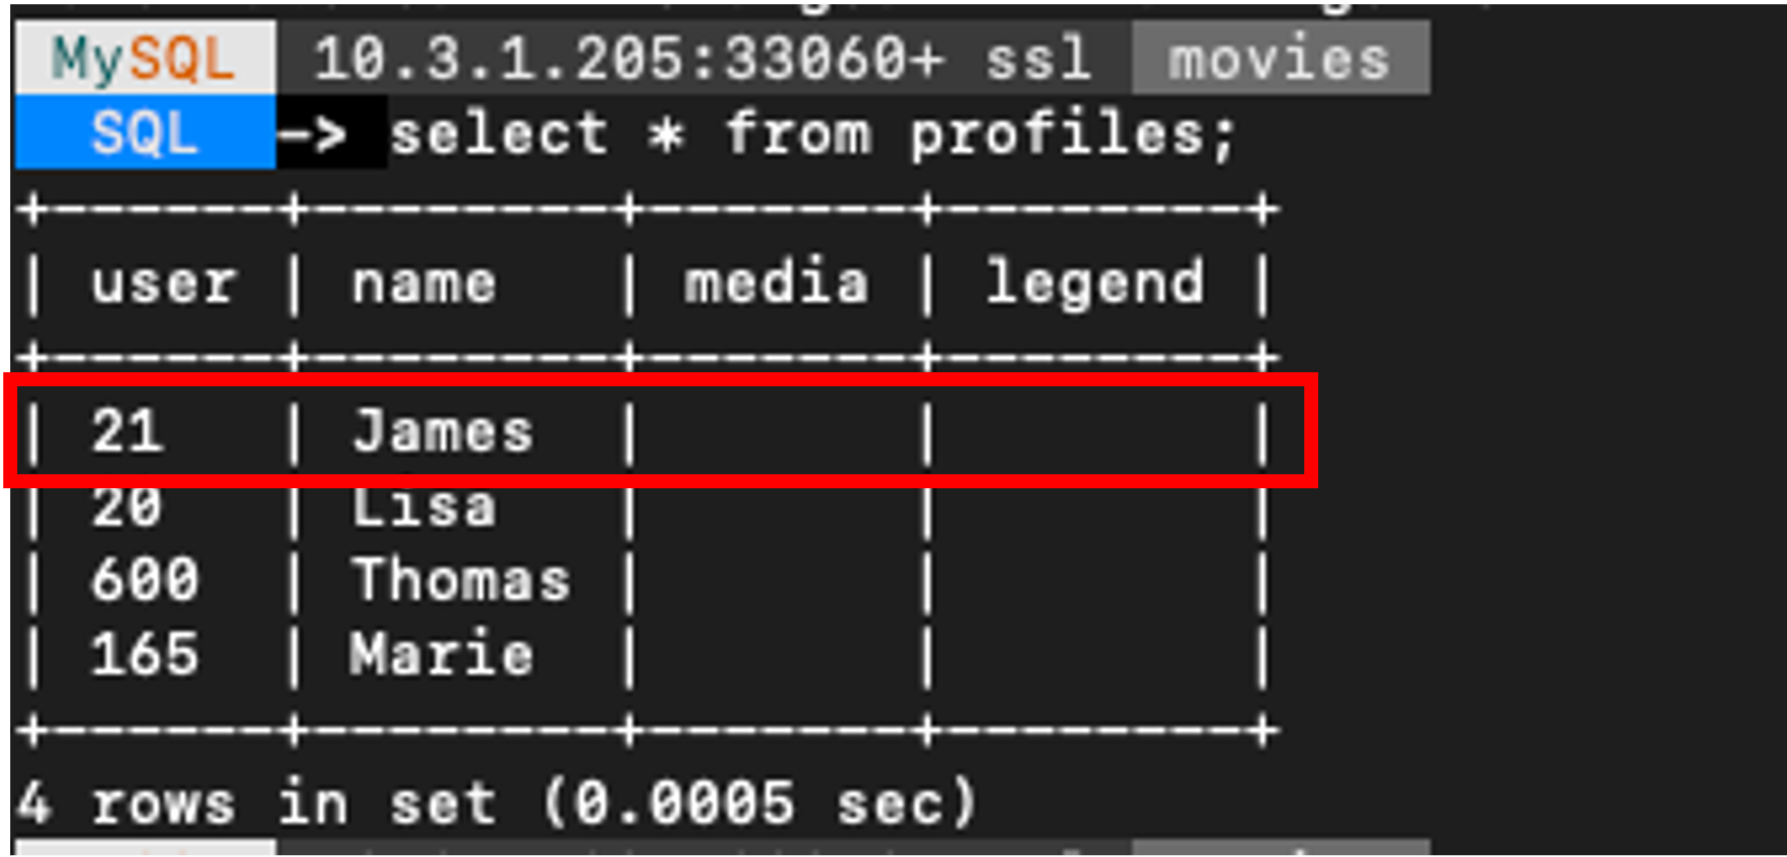 MySQL 10.3.1.205:33060+ ssl movies
SQL -> select * from profiles;
+------+--------+-------+--------+
| user | name | media | legend |
+------+--------+-------+--------+
| 21 | James | | |
| 20 | Lisa | | |
| 600 | Thomas | | |
| 165 | Marie | | |
+------+--------+-------+--------+
4 rows in set (0.0005 sec)